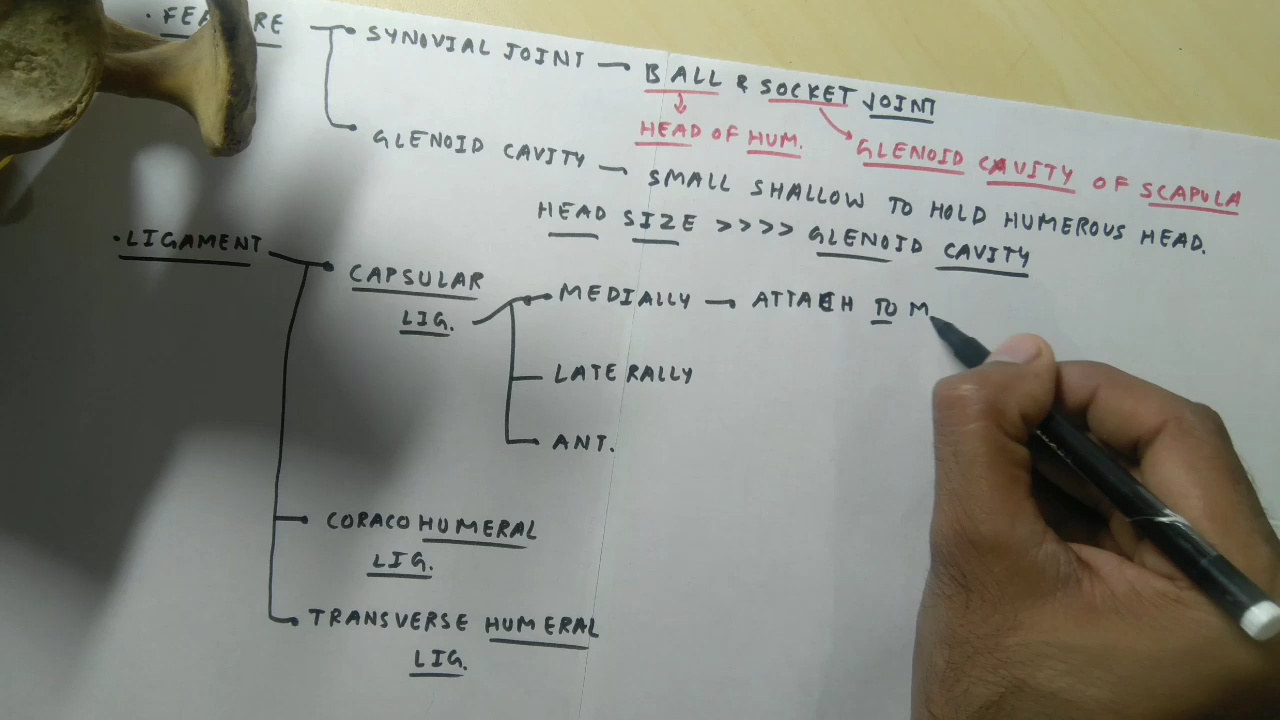 . FEATURE
SYNOVIAL JOINT — BALL & SOCKET JOINT
HEAD OF HUM.
GLENOID CAVITY OF SCAPULA
GLENOID CAVITY — SMALL SHALLOW TO HOLD HUMEROUS HEAD.
HEAD SIZE >>>> GLENOID CAVITY
. LIGAMENT
CAPSULAR
LIG.
MEDIALLY — ATTACH TO M
LATERALLY
ANT.
CORACO HUMERAL
LIG.
TRANSVERSE HUMERAL
LIG.